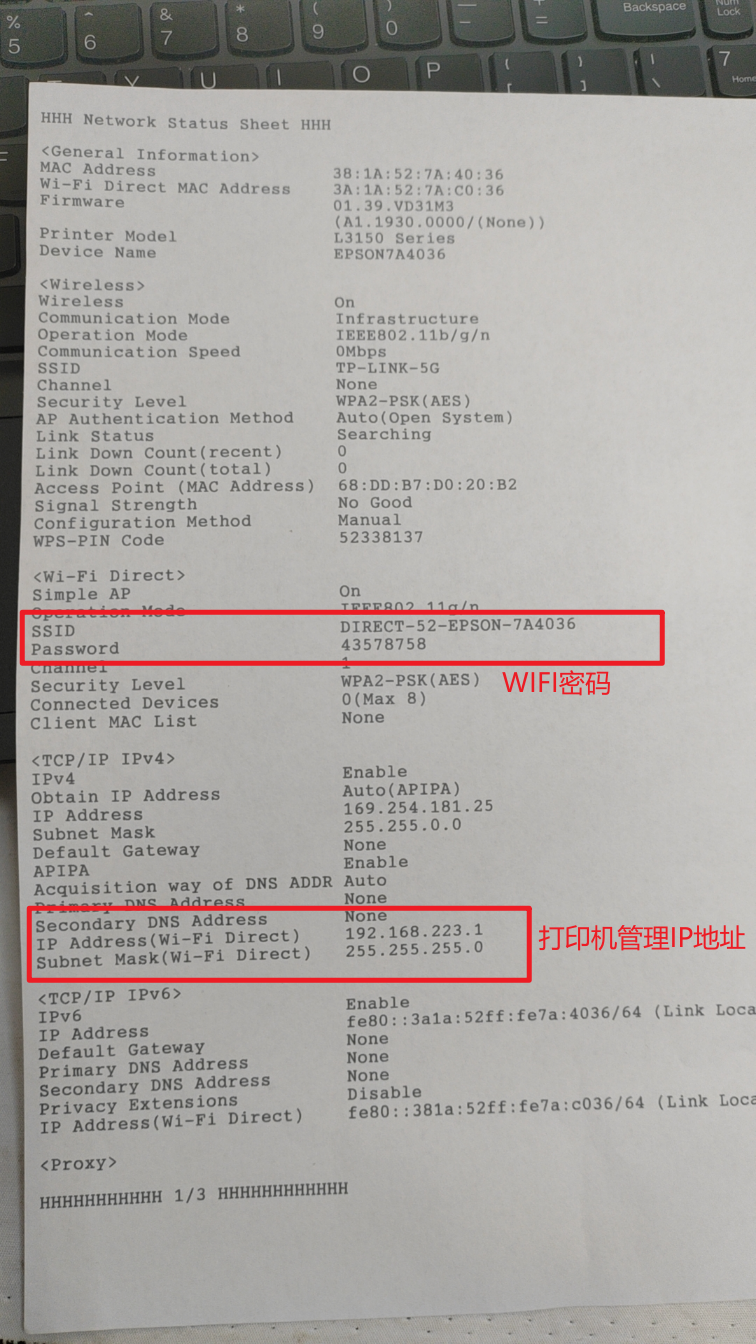 % 5
^ 6
& 7
* 8
( 9
) 0
Backspace
Num Lock
Y U I O P
7 Home
HHH Network Status Sheet HHH
<General Information>
MAC Address 38:1A:52:7A:40:36
Wi-Fi Direct MAC Address 3A:1A:52:7A:C0:36
Firmware 01.39.VD31M3
(A1.1930.0000/(None))
Printer Model L3150 Series
Device Name EPSON7A4036
<Wireless>
Wireless On
Communication Mode Infrastructure
Operation Mode IEEE802.11b/g/n
Communication Speed 0Mbps
SSID TP-LINK-5G
Channel None
Security Level WPA2-PSK(AES)
AP Authentication Method Auto(Open System)
Link Status Searching
Link Down Count(recent) 0
Link Down Count(total) 0
Access Point (MAC Address) 68:DD:B7:D0:20:B2
Signal Strength No Good
Configuration Method Manual
WPS-PIN Code 52338137
<Wi-Fi Direct>
Simple AP On
Operation Mode IEEE802.11g/n
SSID DIRECT-52-EPSON-7A4036
Password 43578758
Channel 1
Security Level WPA2-PSK(AES)
WIFI密码
Connected Devices 0(Max 8)
Client MAC List None
<TCP/IP IPv4>
IPv4 Enable
Obtain IP Address Auto(APIPA)
IP Address 169.254.181.25
Subnet Mask 255.255.0.0
Default Gateway None
APIPA Enable
Acquisition way of DNS ADDR Auto
Primary DNS Address None
Secondary DNS Address None
IP Address(Wi-Fi Direct) 192.168.223.1
打印机管理IP地址
Subnet Mask(Wi-Fi Direct) 255.255.255.0
<TCP/IP IPv6>
IPv6 Enable
IP Address fe80::3a1a:52ff:fe7a:4036/64 (Link Loca
Default Gateway None
Primary DNS Address None
Secondary DNS Address None
Privacy Extensions Disable
IP Address(Wi-Fi Direct) fe80::381a:52ff:fe7a:c036/64 (Link Loca
<Proxy>
HHHHHHHHHHH 1/3 HHHHHHHHHHHH